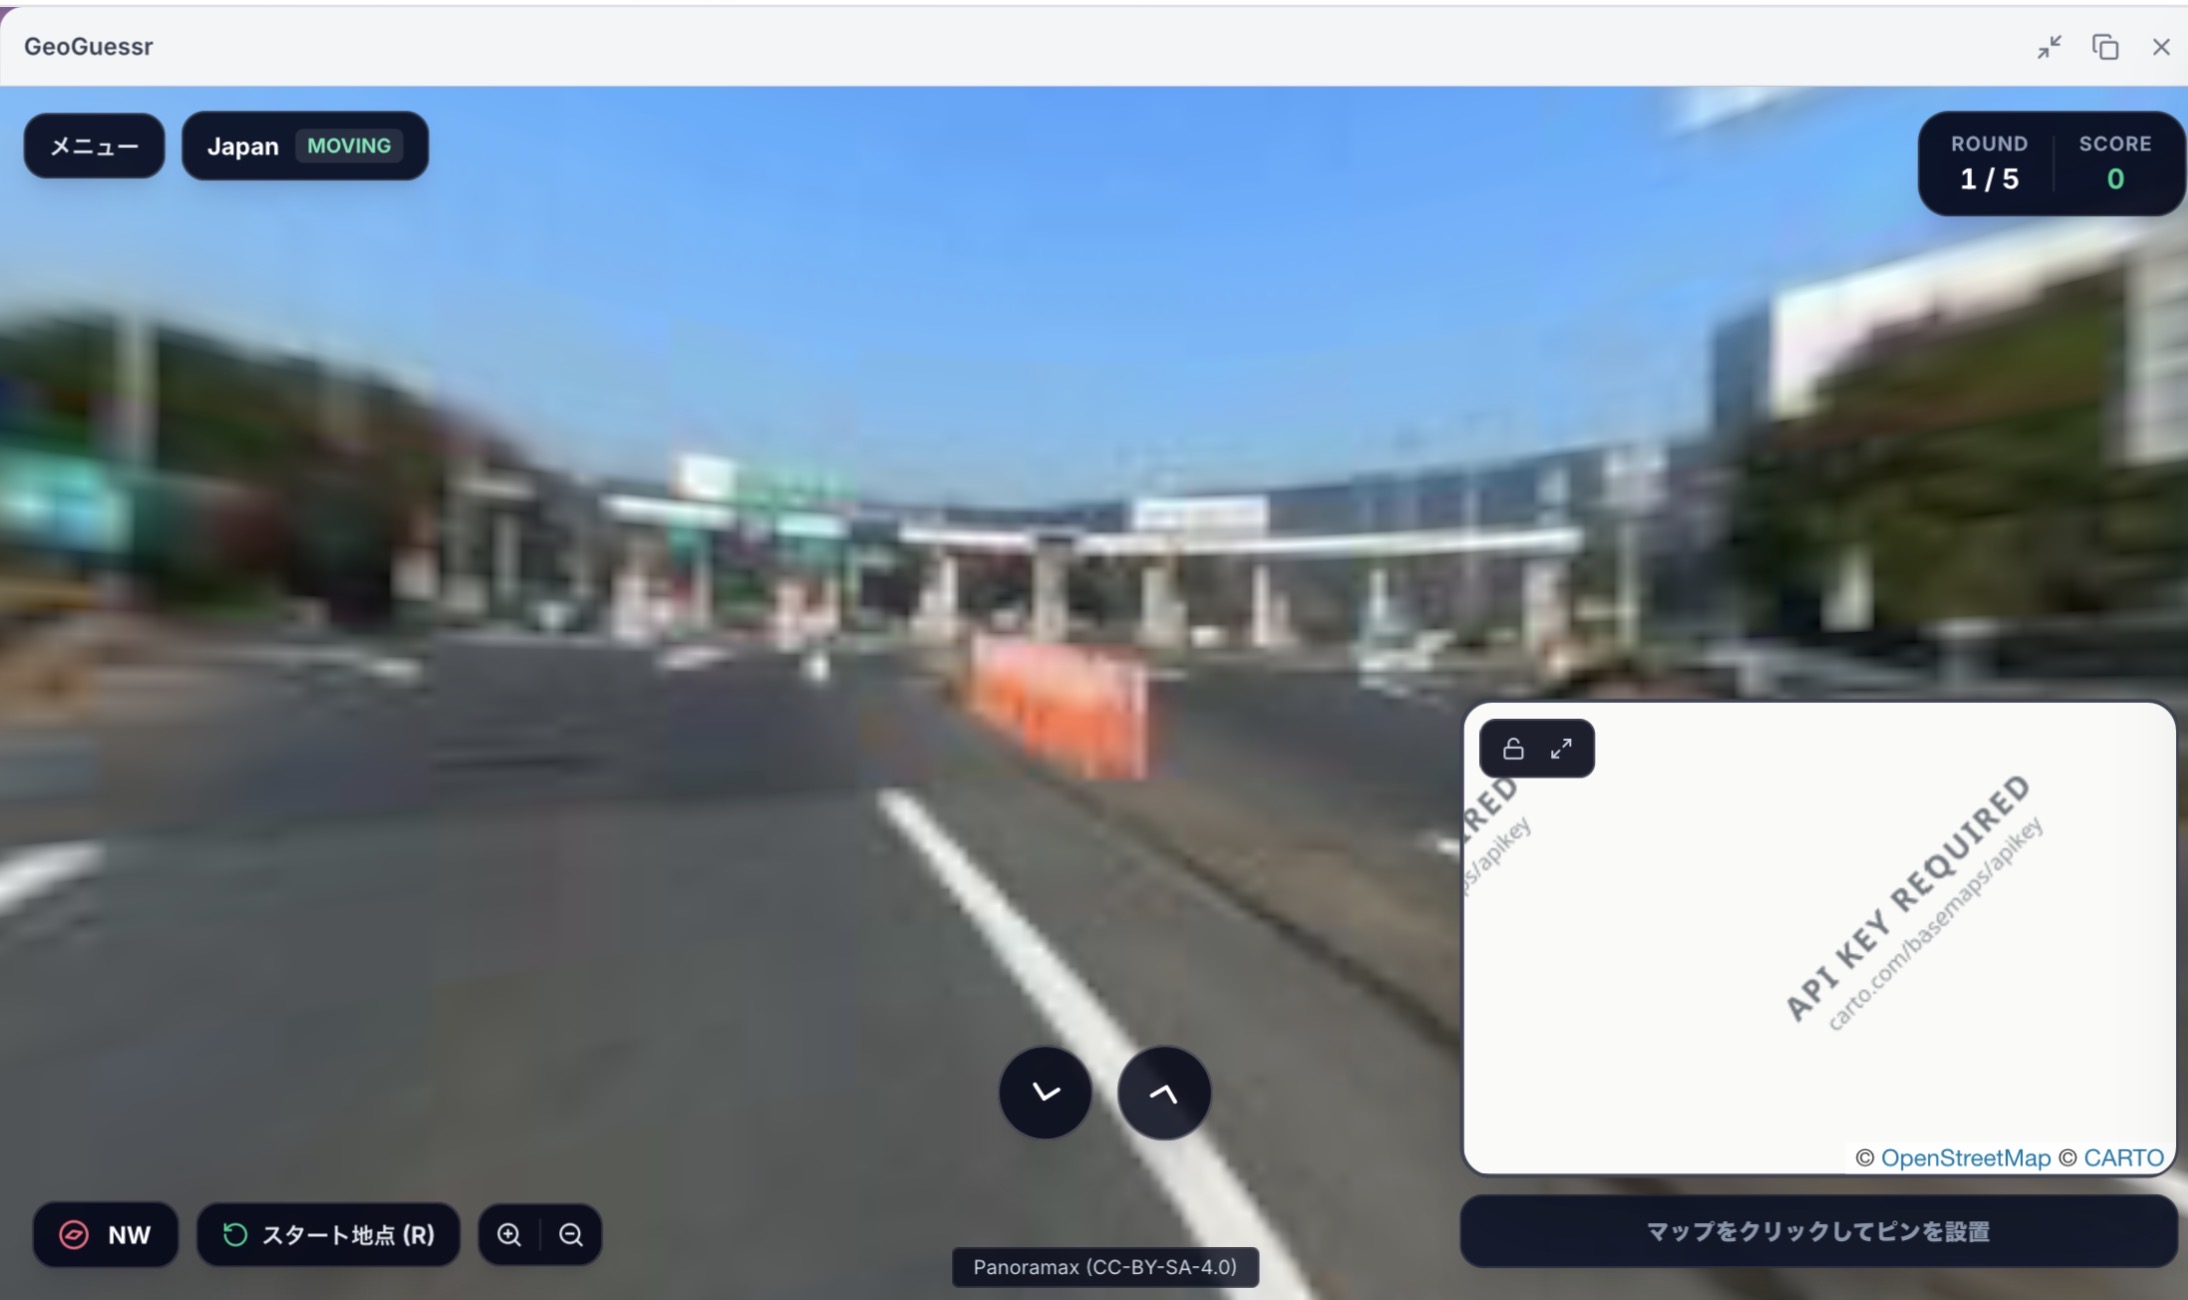 GeoGuessr
メニュー
Japan MOVING
ROUND SCORE
1 / 5 0
RED
s/apikey
API KEY REQUIRED
carto.com/basemaps/apikey
© OpenStreetMap © CARTO
NW スタート地点 (R)
マップをクリックしてピンを設置
Panoramax (CC-BY-SA-4.0)